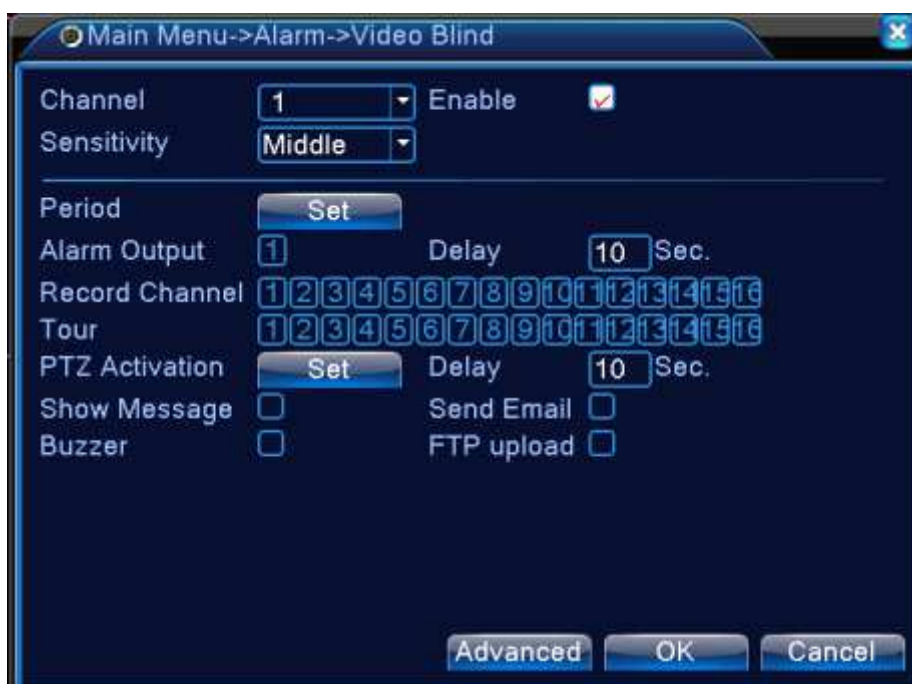 Main Menu->Alarm->Video Blind
Channel 1 Enable
Sensitivity Middle
Period Set
Alarm Output 1 Delay 10 Sec.
Record Channel 1 2 3 4 5 6 7 8 9 10 11 12 13 14 15 16
Tour 1 2 3 4 5 6 7 8 9 10 11 12 13 14 15 16
PTZ Activation Set Delay 10 Sec.
Show Message Send Email
Buzzer FTP upload
Advanced OK Cancel